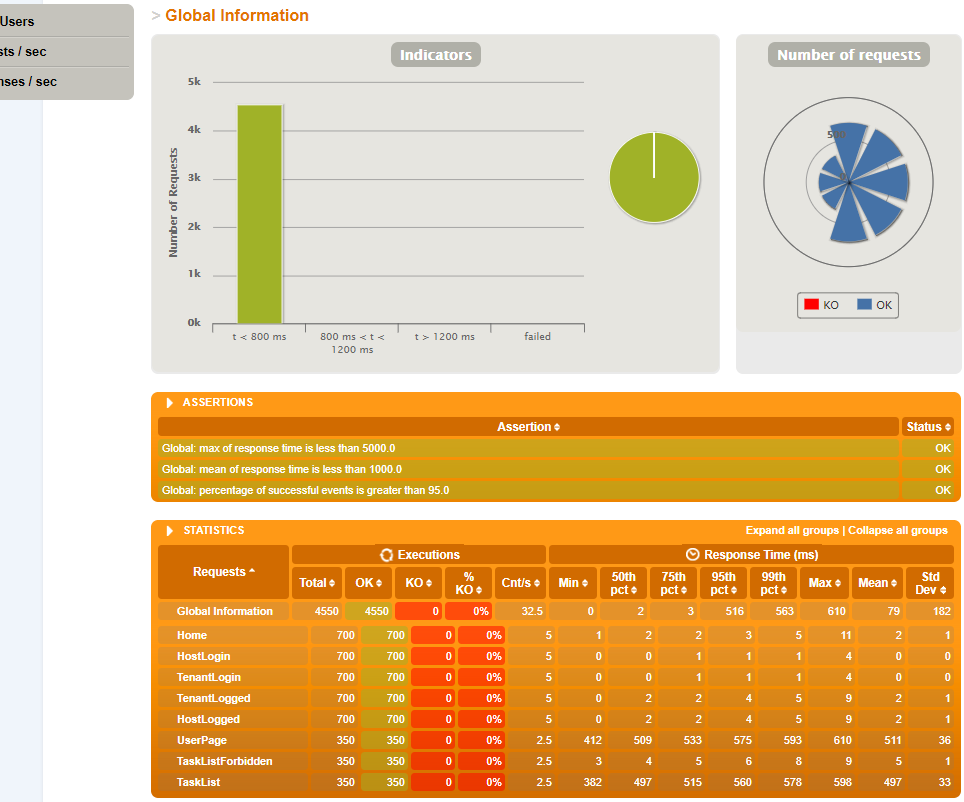 Users
sts / sec
nses / sec
> Global Information
Indicators
Number of Requests
5k
4k
3k
2k
1k
0k
t < 800 ms
800 ms < t <
1200 ms
t > 1200 ms
failed
Number of requests
500
0
KO OK
ASSERTIONS
Assertion Status
Global: max of response time is less than 5000.0 OK
Global: mean of response time is less than 1000.0 OK
Global: percentage of successful events is greater than 95.0 OK
STATISTICS Expand all groups | Collapse all groups
Requests Executions Response Time (ms)
Total OK KO % KO Cnt/s Min 50th pct 75th pct 95th pct 99th pct Max Mean Std Dev
Global Information 4550 4550 0 0% 32.5 0 2 3 516 563 610 79 182
Home 700 700 0 0% 5 1 2 2 3 5 11 2 1
HostLogin 700 700 0 0% 5 0 0 1 1 1 4 0 0
TenantLogin 700 700 0 0% 5 0 0 1 1 1 4 0 0
TenantLogged 700 700 0 0% 5 0 2 2 4 5 9 2 1
HostLogged 700 700 0 0% 5 0 2 2 4 5 9 2 1
UserPage 350 350 0 0% 2.5 412 509 533 575 593 610 511 36
TaskListForbidden 350 350 0 0% 2.5 3 4 5 6 8 9 5 1
TaskList 350 350 0 0% 2.5 382 497 515 560 578 598 497 33